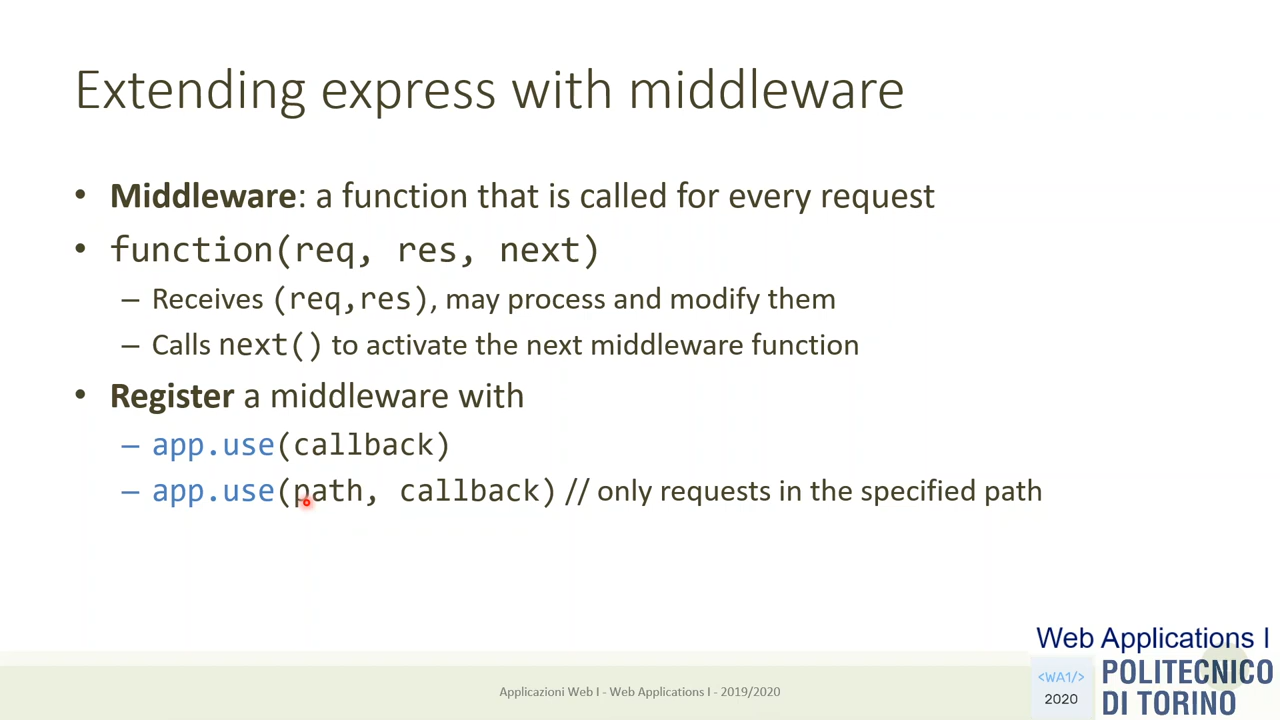 Extending express with middleware
• Middleware: a function that is called for every request
• function(req, res, next)
– Receives (req,res), may process and modify them
– Calls next() to activate the next middleware function
• Register a middleware with
– app.use(callback)
– app.use(path, callback) // only requests in the specified path
Applicazioni Web I - Web Applications I - 2019/2020
Web Applications I
<WA1/>
2020
POLITECNICO
DI TORINO